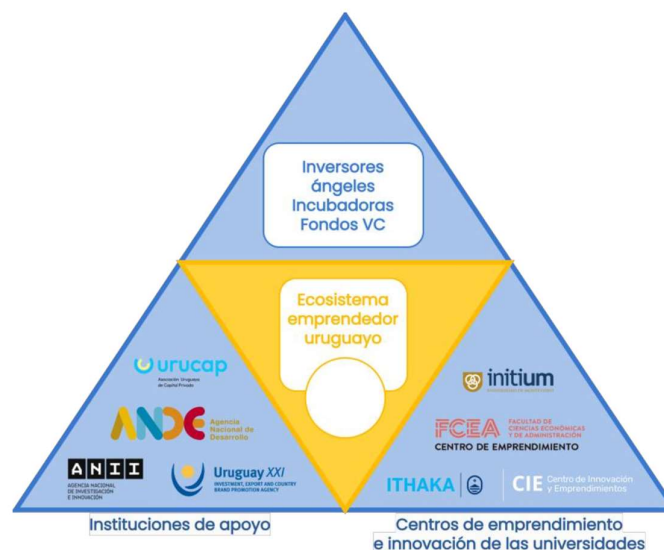 Inversores
ángeles
Incubadoras
Fondos VC
Ecosistema
emprendedor
uruguayo
urucap
Asociación Uruguaya
de Capital Privado
ANDE
Agencia
Nacional de
Desarrollo
ANII
AGENCIA NACIONAL
DE INVESTIGACIÓN
E INNOVACIÓN
Uruguay XXI
INVESTMENT, EXPORT AND COUNTRY
BRAND PROMOTION AGENCY
Instituciones de apoyo
initium
FCEA
FACULTAD DE
CIENCIAS ECONÓMICAS
Y DE ADMINISTRACIÓN
CENTRO DE EMPRENDIMIENTO
ITHAKA
CIE
Centro de Innovación
y Emprendimientos
Centros de emprendimiento
e innovación de las universidades